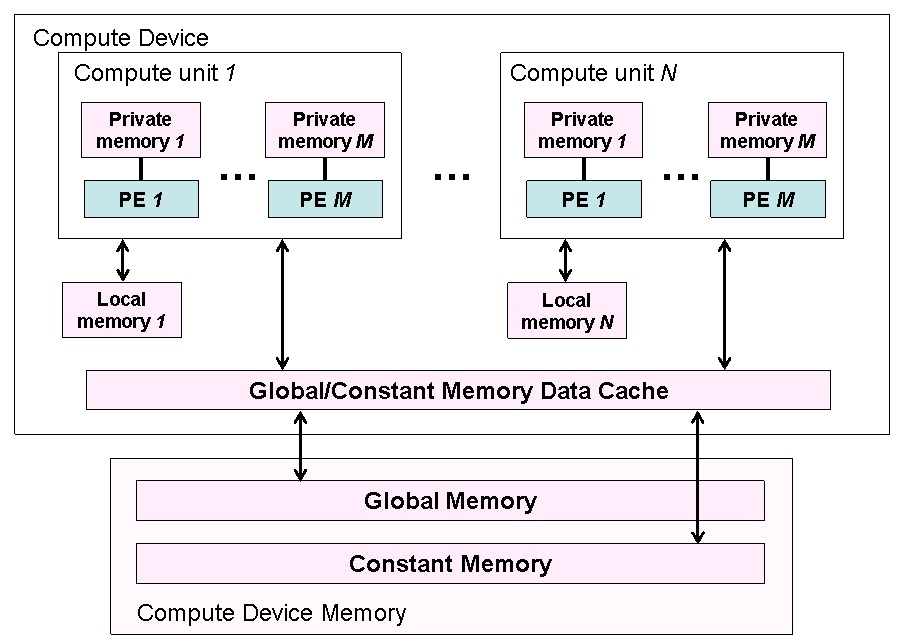 Compute Device
Compute unit 1
Compute unit N
Private
memory 1
Private
memory M
Private
memory 1
Private
memory M
...
...
...
PE 1
PE M
PE 1
PE M
Local
memory 1
Local
memory N
Global/Constant Memory Data Cache
Global Memory
Constant Memory
Compute Device Memory